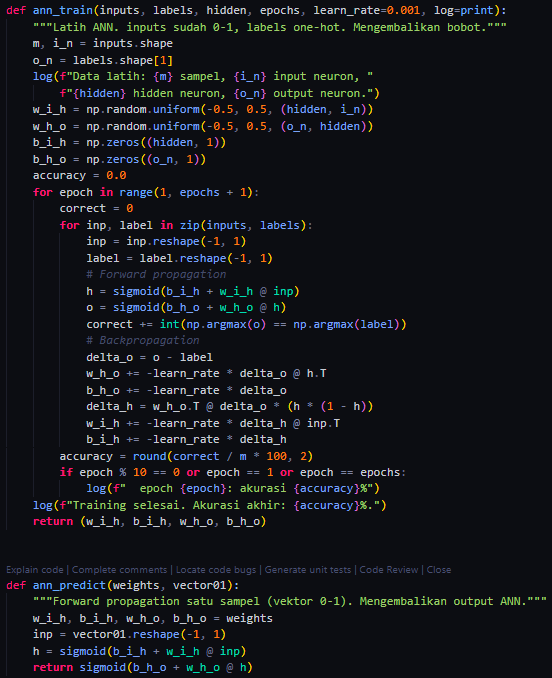 def ann_train(inputs, labels, hidden, epochs, learn_rate=0.001, log=print):
    """Latih ANN. inputs sudah 0-1, labels one-hot. Mengembalikan bobot."""
    m, i_n = inputs.shape
    o_n = labels.shape[1]
    log(f"Data latih: {m} sampel, {i_n} input neuron, "
        f"{hidden} hidden neuron, {o_n} output neuron.")
    w_i_h = np.random.uniform(-0.5, 0.5, (hidden, i_n))
    w_h_o = np.random.uniform(-0.5, 0.5, (o_n, hidden))
    b_i_h = np.zeros((hidden, 1))
    b_h_o = np.zeros((o_n, 1))
    accuracy = 0.0
    for epoch in range(1, epochs + 1):
        correct = 0
        for inp, label in zip(inputs, labels):
            inp = inp.reshape(-1, 1)
            label = label.reshape(-1, 1)
            # Forward propagation
            h = sigmoid(b_i_h + w_i_h @ inp)
            o = sigmoid(b_h_o + w_h_o @ h)
            correct += int(np.argmax(o) == np.argmax(label))
            # Backpropagation
            delta_o = o - label
            w_h_o += -learn_rate * delta_o @ h.T
            b_h_o += -learn_rate * delta_o
            delta_h = w_h_o.T @ delta_o * (h * (1 - h))
            w_i_h += -learn_rate * delta_h @ inp.T
            b_i_h += -learn_rate * delta_h
        accuracy = round(correct / m * 100, 2)
        if epoch % 10 == 0 or epoch == 1 or epoch == epochs:
            log(f"  epoch {epoch}: akurasi {accuracy}%")
    log(f"Training selesai. Akurasi akhir: {accuracy}%.")
    return (w_i_h, b_i_h, w_h_o, b_h_o)
Explain code | Complete comments | Locate code bugs | Generate unit tests | Code Review | Close
def ann_predict(weights, vector01):
    """Forward propagation satu sampel (vektor 0-1). Mengembalikan output ANN."""
    w_i_h, b_i_h, w_h_o, b_h_o = weights
    inp = vector01.reshape(-1, 1)
    h = sigmoid(b_i_h + w_i_h @ inp)
    return sigmoid(b_h_o + w_h_o @ h)